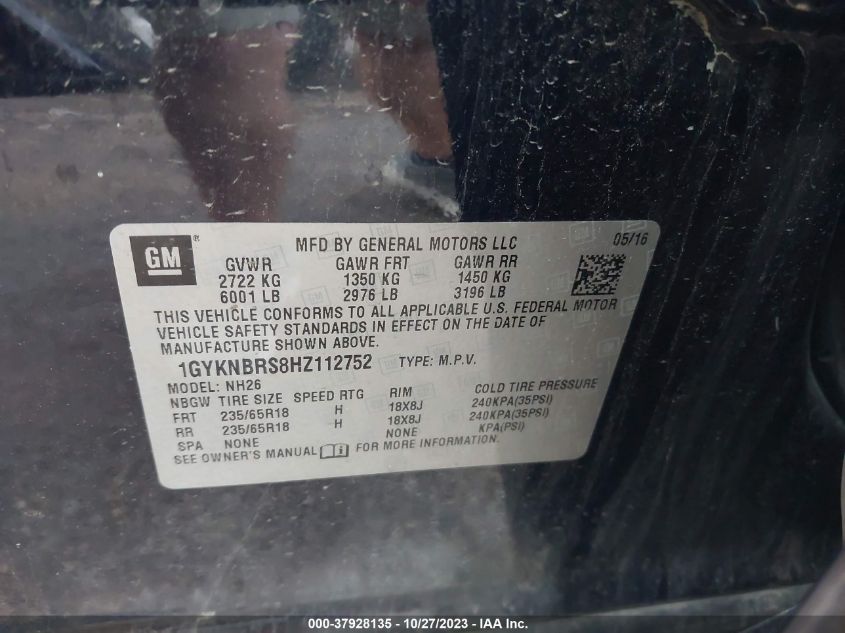 GM ®
MFD BY GENERAL MOTORS LLC 05/16
GVWR GAWR FRT GAWR RR
2722 KG 1350 KG 1450 KG
6001 LB 2976 LB 3196 LB
THIS VEHICLE CONFORMS TO ALL APPLICABLE U.S. FEDERAL MOTOR
VEHICLE SAFETY STANDARDS IN EFFECT ON THE DATE OF
MANUFACTURE SHOWN ABOVE.
1GYKNBRS8HZ112752 TYPE: M.P.V.
MODEL: NH26
NBGW TIRE SIZE SPEED RTG RIM COLD TIRE PRESSURE
FRT 235/65R18 H 18X8J 240KPA(35PSI)
RR 235/65R18 H 18X8J 240KPA(35PSI)
SPA NONE NONE KPA(PSI)
SEE OWNER'S MANUAL FOR MORE INFORMATION.
000-37928135 - 10/27/2023 - IAA Inc.